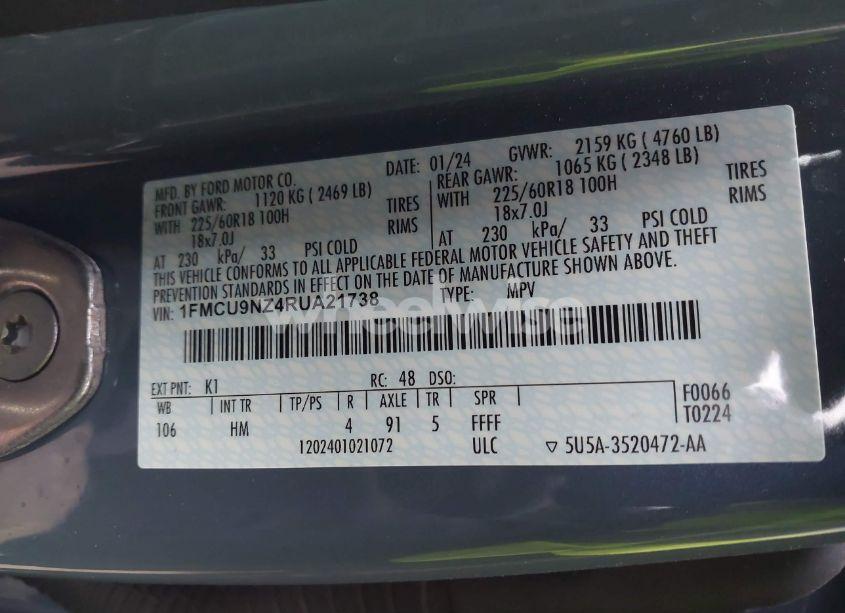 MFD. BY FORD MOTOR CO. DATE: 01/24 GVWR: 2159 KG ( 4760 LB)
FRONT GAWR: 1120 KG ( 2469 LB) REAR GAWR: 1065 KG ( 2348 LB)
WITH 225/60R18 100H TIRES WITH 225/60R18 100H TIRES
18x7.0J RIMS 18x7.0J RIMS
AT 230 kPa/ 33 PSI COLD AT 230 kPa/ 33 PSI COLD
THIS VEHICLE CONFORMS TO ALL APPLICABLE FEDERAL MOTOR VEHICLE SAFETY AND THEFT
PREVENTION STANDARDS IN EFFECT ON THE DATE OF MANUFACTURE SHOWN ABOVE.
VIN: 1FMCU9NZ4RUA21738 TYPE: MPV
wheelwise
EXT PNT: K1 RC: 48 DSO:
WB INT TR TP/PS R AXLE TR SPR F0066
106 HM 4 91 5 FFFF T0224
1202401021072 ULC ▽ 5U5A-3520472-AA